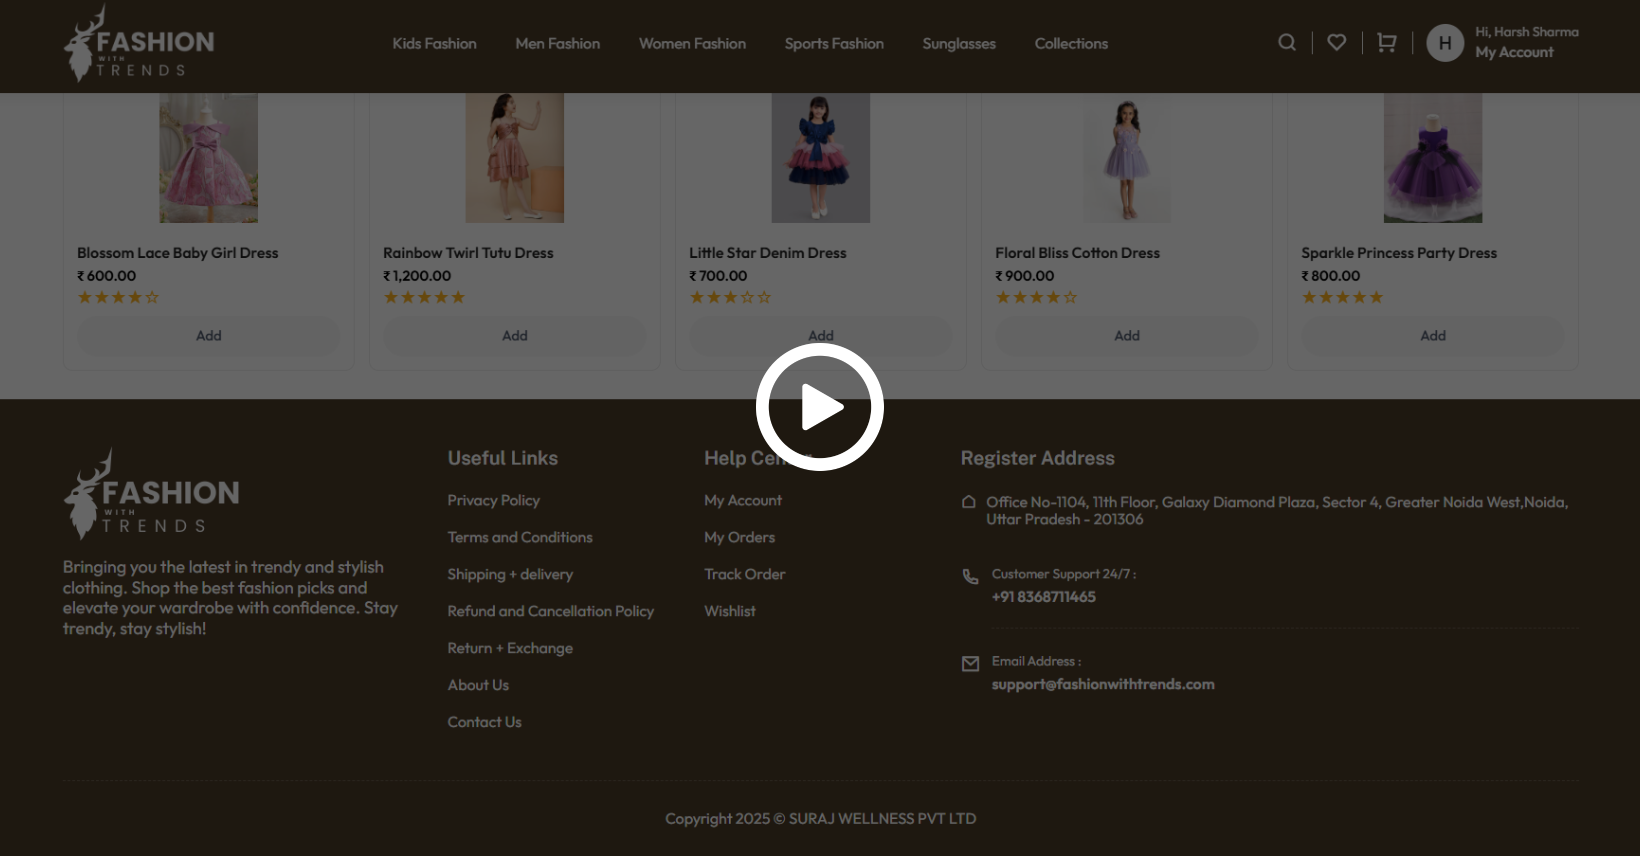 FASHION
WITH
TRENDS
Kids Fashion
Men Fashion
Women Fashion
Sports Fashion
Sunglasses
Collections
H
Hi, Harsh Sharma
My Account
Blossom Lace Baby Girl Dress
₹ 600.00
Add
Rainbow Twirl Tutu Dress
₹ 1,200.00
Add
Little Star Denim Dress
₹ 700.00
Add
Floral Bliss Cotton Dress
₹ 900.00
Add
Sparkle Princess Party Dress
₹ 800.00
Add
FASHION
WITH
TRENDS
Bringing you the latest in trendy and stylish
clothing. Shop the best fashion picks and
elevate your wardrobe with confidence. Stay
trendy, stay stylish!
Useful Links
Privacy Policy
Terms and Conditions
Shipping + delivery
Refund and Cancellation Policy
Return + Exchange
About Us
Contact Us
Help Center
My Account
My Orders
Track Order
Wishlist
Register Address
Office No-1104, 11th Floor, Galaxy Diamond Plaza, Sector 4, Greater Noida West,Noida,
Uttar Pradesh - 201306
Customer Support 24/7 :
+91 8368711465
Email Address :
support@fashionwithtrends.com
Copyright 2025 © SURAJ WELLNESS PVT LTD